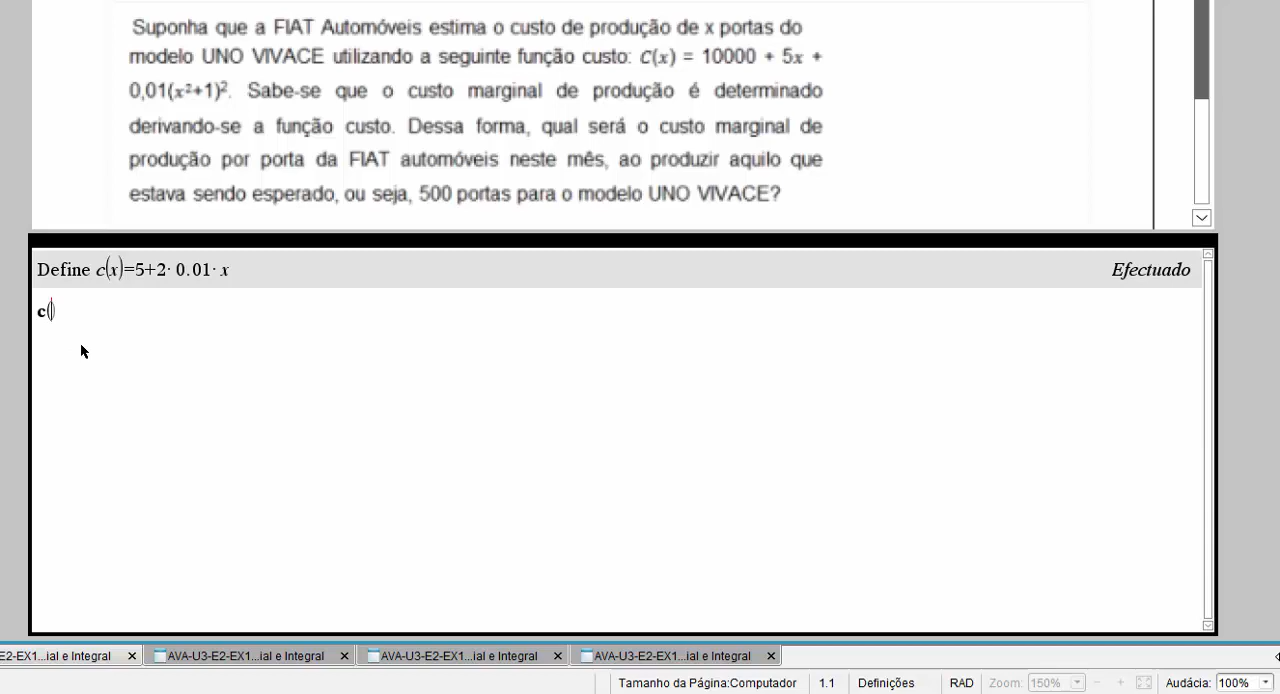 Suponha que a FIAT Automóveis estima o custo de produção de x portas do
modelo UNO VIVACE utilizando a seguinte função custo: C(x) = 10000 + 5x +
0,01(x²+1)². Sabe-se que o custo marginal de produção é determinado
derivando-se a função custo. Dessa forma, qual será o custo marginal de
produção por porta da FIAT automóveis neste mês, ao produzir aquilo que
estava sendo esperado, ou seja, 500 portas para o modelo UNO VIVACE?
Define c(x)=5+2·0.01·x Efectuado
c()
E2-EX1...ial e Integral AVA-U3-E2-EX1...ial e Integral AVA-U3-E2-EX1...ial e Integral AVA-U3-E2-EX1...ial e Integral
Tamanho da Página:Computador 1.1 Definições RAD Zoom: 150% Audácia: 100%